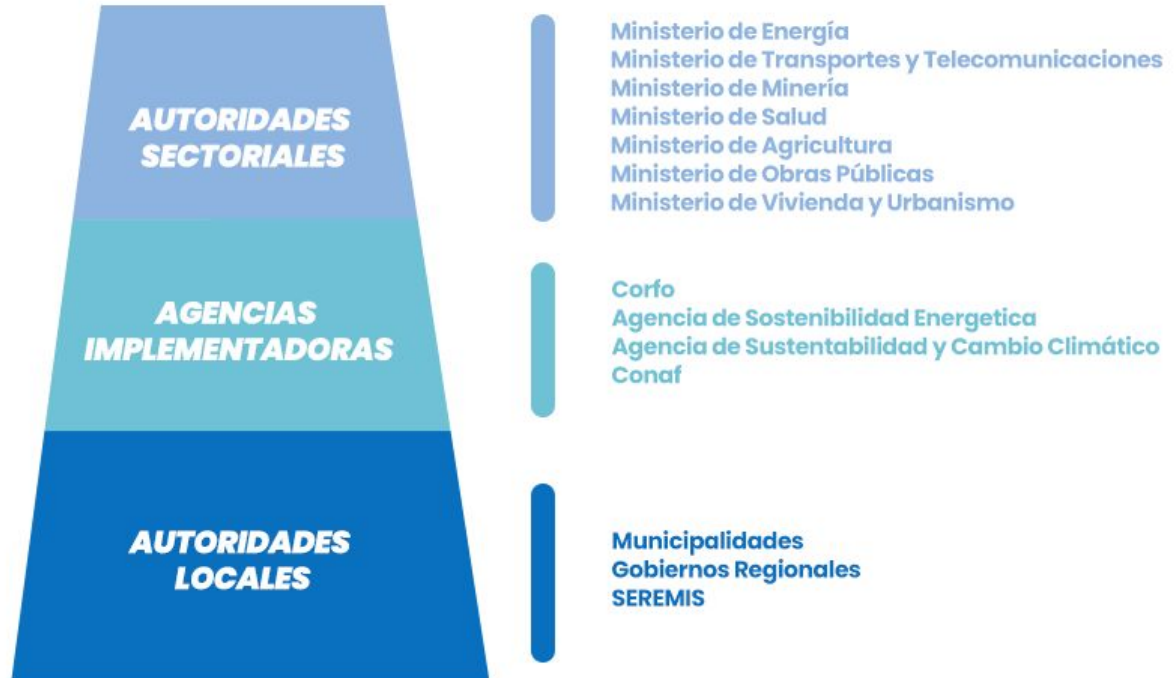 AUTORIDADES
SECTORIALES
Ministerio de Energía
Ministerio de Transportes y Telecomunicaciones
Ministerio de Minería
Ministerio de Salud
Ministerio de Agricultura
Ministerio de Obras Públicas
Ministerio de Vivienda y Urbanismo
AGENCIAS
IMPLEMENTADORAS
Corfo
Agencia de Sostenibilidad Energetica
Agencia de Sustentabilidad y Cambio Climático
Conaf
AUTORIDADES
LOCALES
Municipalidades
Gobiernos Regionales
SEREMIS